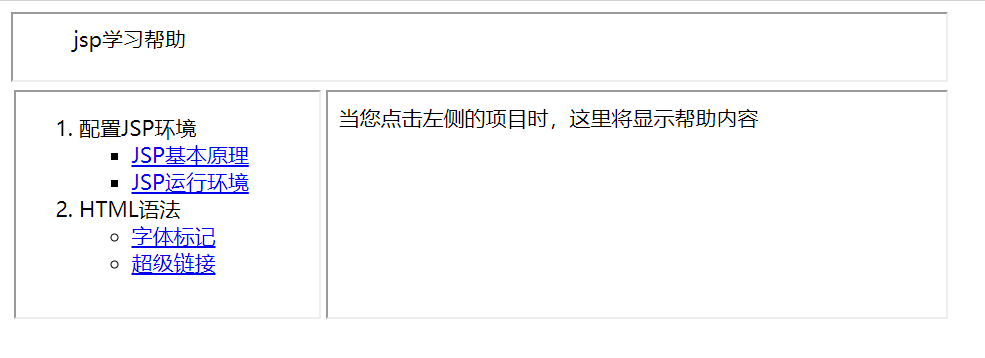 jsp学习帮助
1. 配置JSP环境
JSP基本原理
JSP运行环境
2. HTML语法
字体标记
超级链接
当您点击左侧的项目时，这里将显示帮助内容